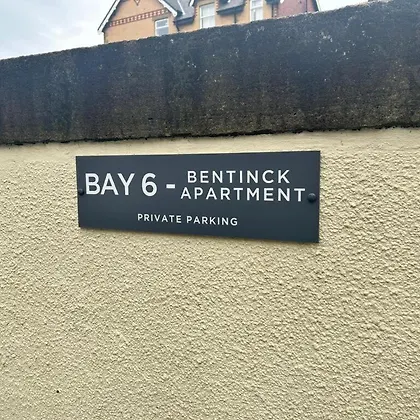 BAY 6 - BENTINCK
APARTMENT
PRIVATE PARKING